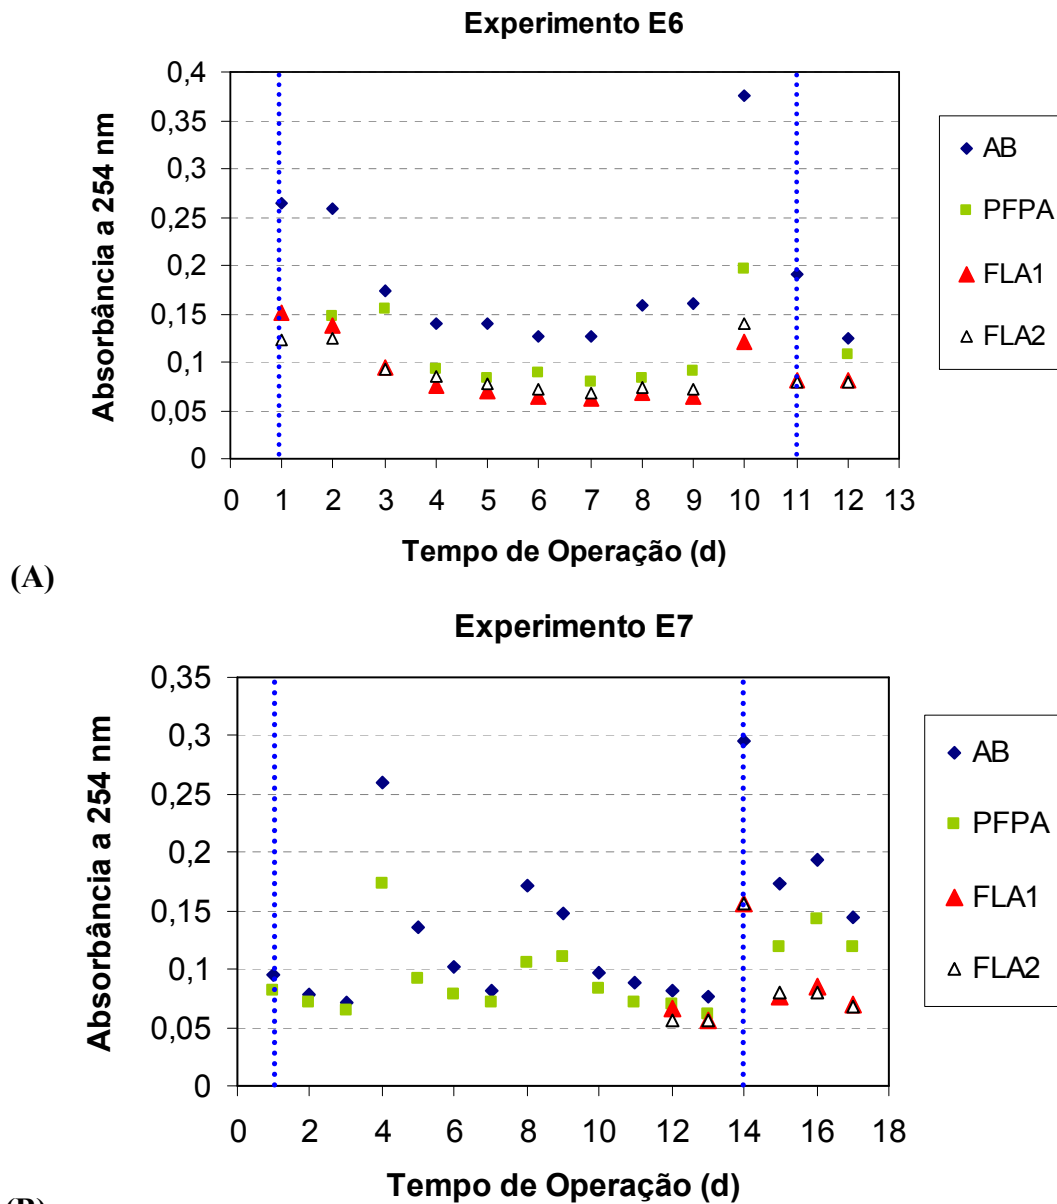 Experimento E6
Absorbância a 254 nm
0,4
0,35
0,3
0,25
0,2
0,15
0,1
0,05
0
0 1 2 3 4 5 6 7 8 9 10 11 12 13
Tempo de Operação (d)
AB
PFPA
FLA1
FLA2
(A)
Experimento E7
Absorbância a 254 nm
0,35
0,3
0,25
0,2
0,15
0,1
0,05
0
0 2 4 6 8 10 12 14 16 18
Tempo de Operação (d)
AB
PFPA
FLA1
FLA2
(B)